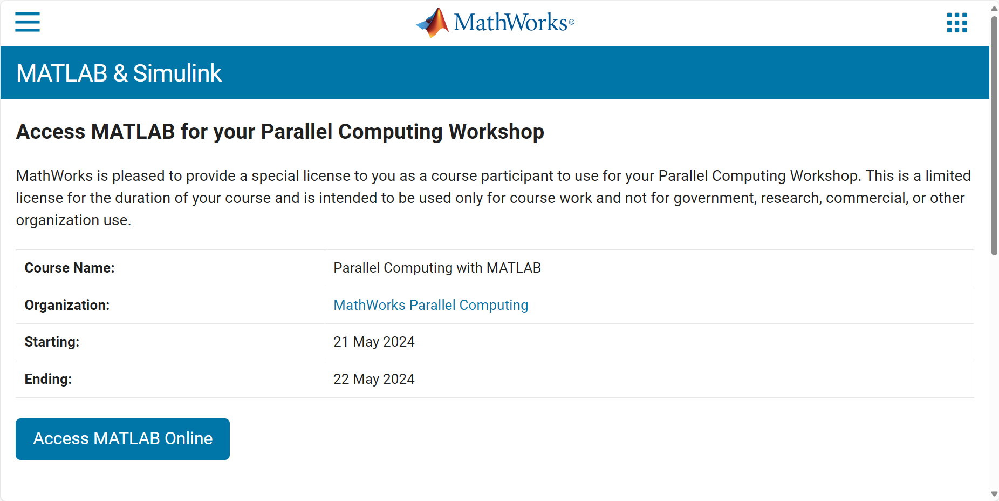 MathWorks®
MATLAB & Simulink
Access MATLAB for your Parallel Computing Workshop
MathWorks is pleased to provide a special license to you as a course participant to use for your Parallel Computing Workshop. This is a limited
license for the duration of your course and is intended to be used only for course work and not for government, research, commercial, or other
organization use.
Course Name: Parallel Computing with MATLAB
Organization: MathWorks Parallel Computing
Starting: 21 May 2024
Ending: 22 May 2024
Access MATLAB Online